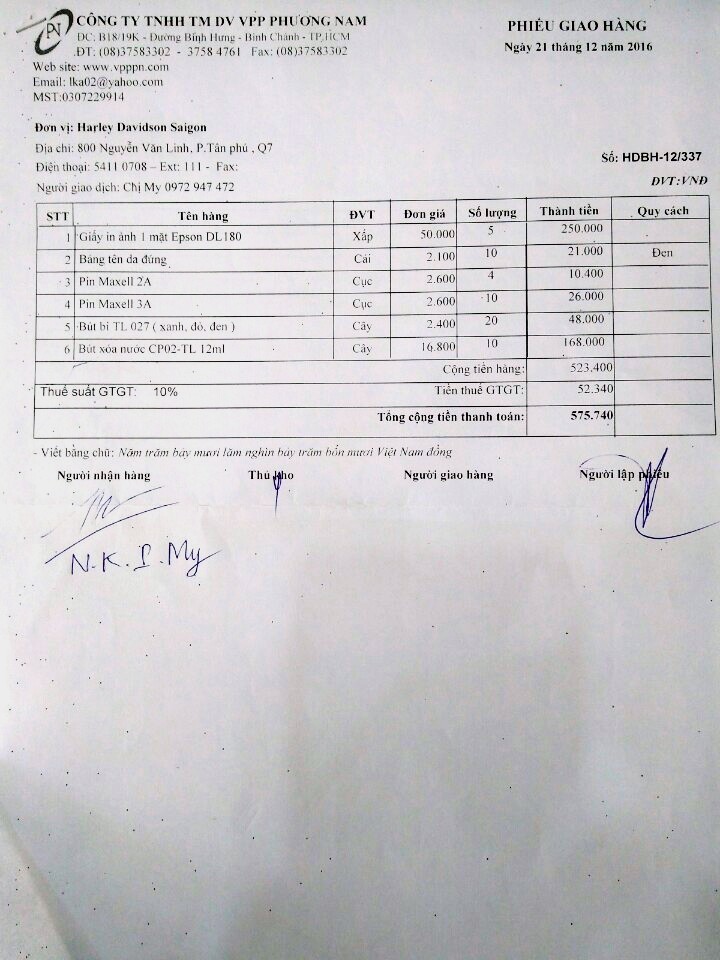 PN CÔNG TY TNHH TM DV VPP PHƯƠNG NAM
ĐC: B18/19K - Đường Bình Hưng - Bình Chánh - TP.HCM
ĐT: (08)37583302 - 3758 4761 Fax: (08)37583302
Web site: www.vpppn.com
Email: lka02@yahoo.com
MST:0307229914
PHIẾU GIAO HÀNG
Ngày 21 tháng 12 năm 2016
Đơn vị: Harley Davidson Saigon
Địa chỉ: 800 Nguyễn Văn Linh, P.Tân phú , Q7
Điện thoại: 5411 0708 – Ext: 111 - Fax:
Người giao dịch: Chị My 0972 947 472
Số: HDBH-12/337
ĐVT:VNĐ
STT Tên hàng ĐVT Đơn giá Số lượng Thành tiền Quy cách
1 Giấy in ảnh 1 mặt Epson DL180 Xấp 50.000 5 250.000
2 Bảng tên da đứng Cái 2.100 10 21.000 Đen
3 Pin Maxell 2A Cục 2.600 4 10.400
4 Pin Maxell 3A Cục 2.600 10 26.000
5 Bút bi TL 027 ( xanh, đỏ, đen ) Cây 2.400 20 48.000
6 Bút xóa nước CP02-TL 12ml Cây 16.800 10 168.000
Cộng tiền hàng: 523.400
Thuế suất GTGT: 10% Tiền thuế GTGT: 52.340
Tổng cộng tiền thanh toán: 575.740
- Viết bằng chữ: Năm trăm bảy mươi lăm nghìn bảy trăm bốn mươi Việt Nam đồng
Người nhận hàng Thủ kho Người giao hàng Người lập phiếu
N.K.I.My